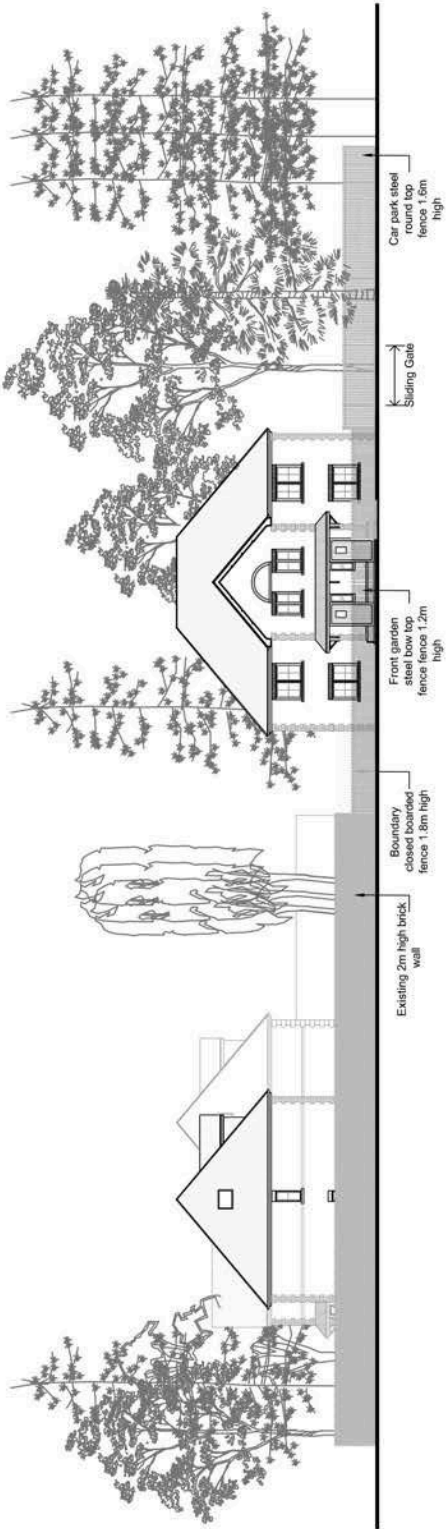 Existing 2m high brick
wall
Boundary
closed boarded
fence 1.8m high
Front garden
steel bow top
fence fence 1.2m
high
Sliding Gate
Car park steel
round top
fence 1.6m
high